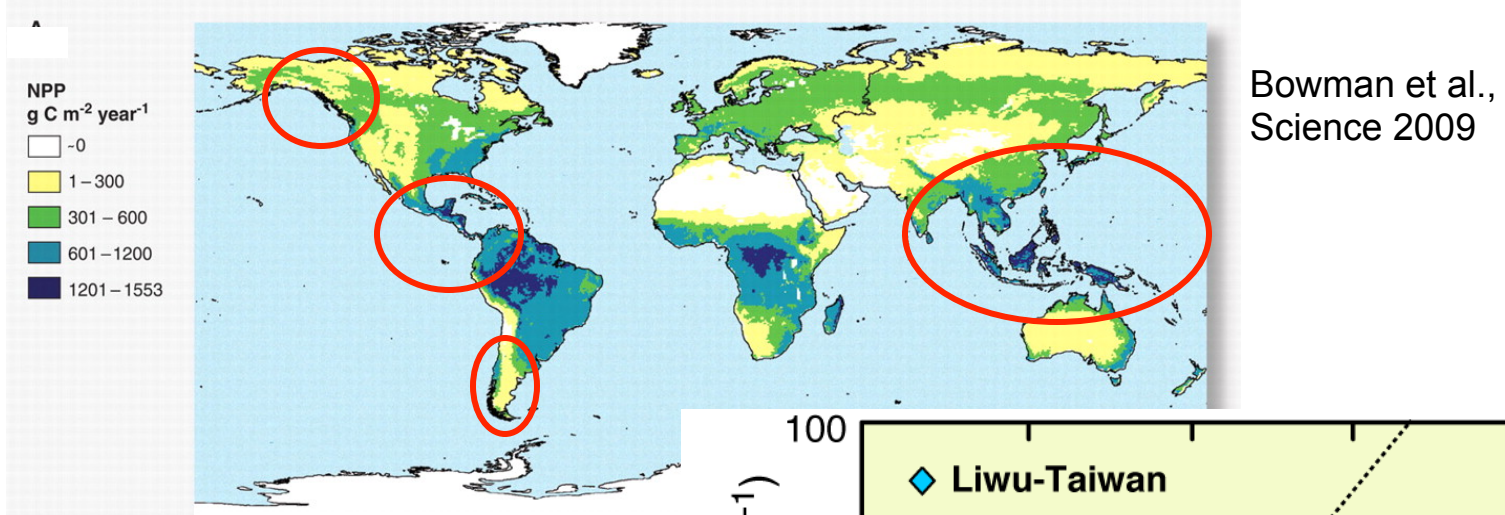 NPP
g C m⁻² year⁻¹
~0
1–300
301 – 600
601 –1200
1201 – 1553
Bowman et al.,
Science 2009
100
Liwu-Taiwan